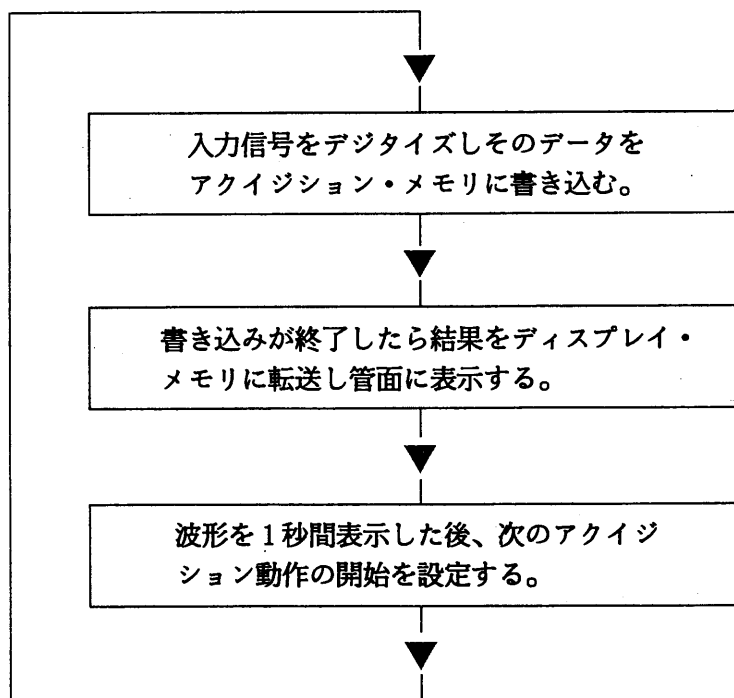 入力信号をデジタイズしそのデータを
アクイジション・メモリに書き込む。
書き込みが終了したら結果をディスプレイ・
メモリに転送し管面に表示する。
波形を1秒間表示した後、次のアクイジ
ション動作の開始を設定する。